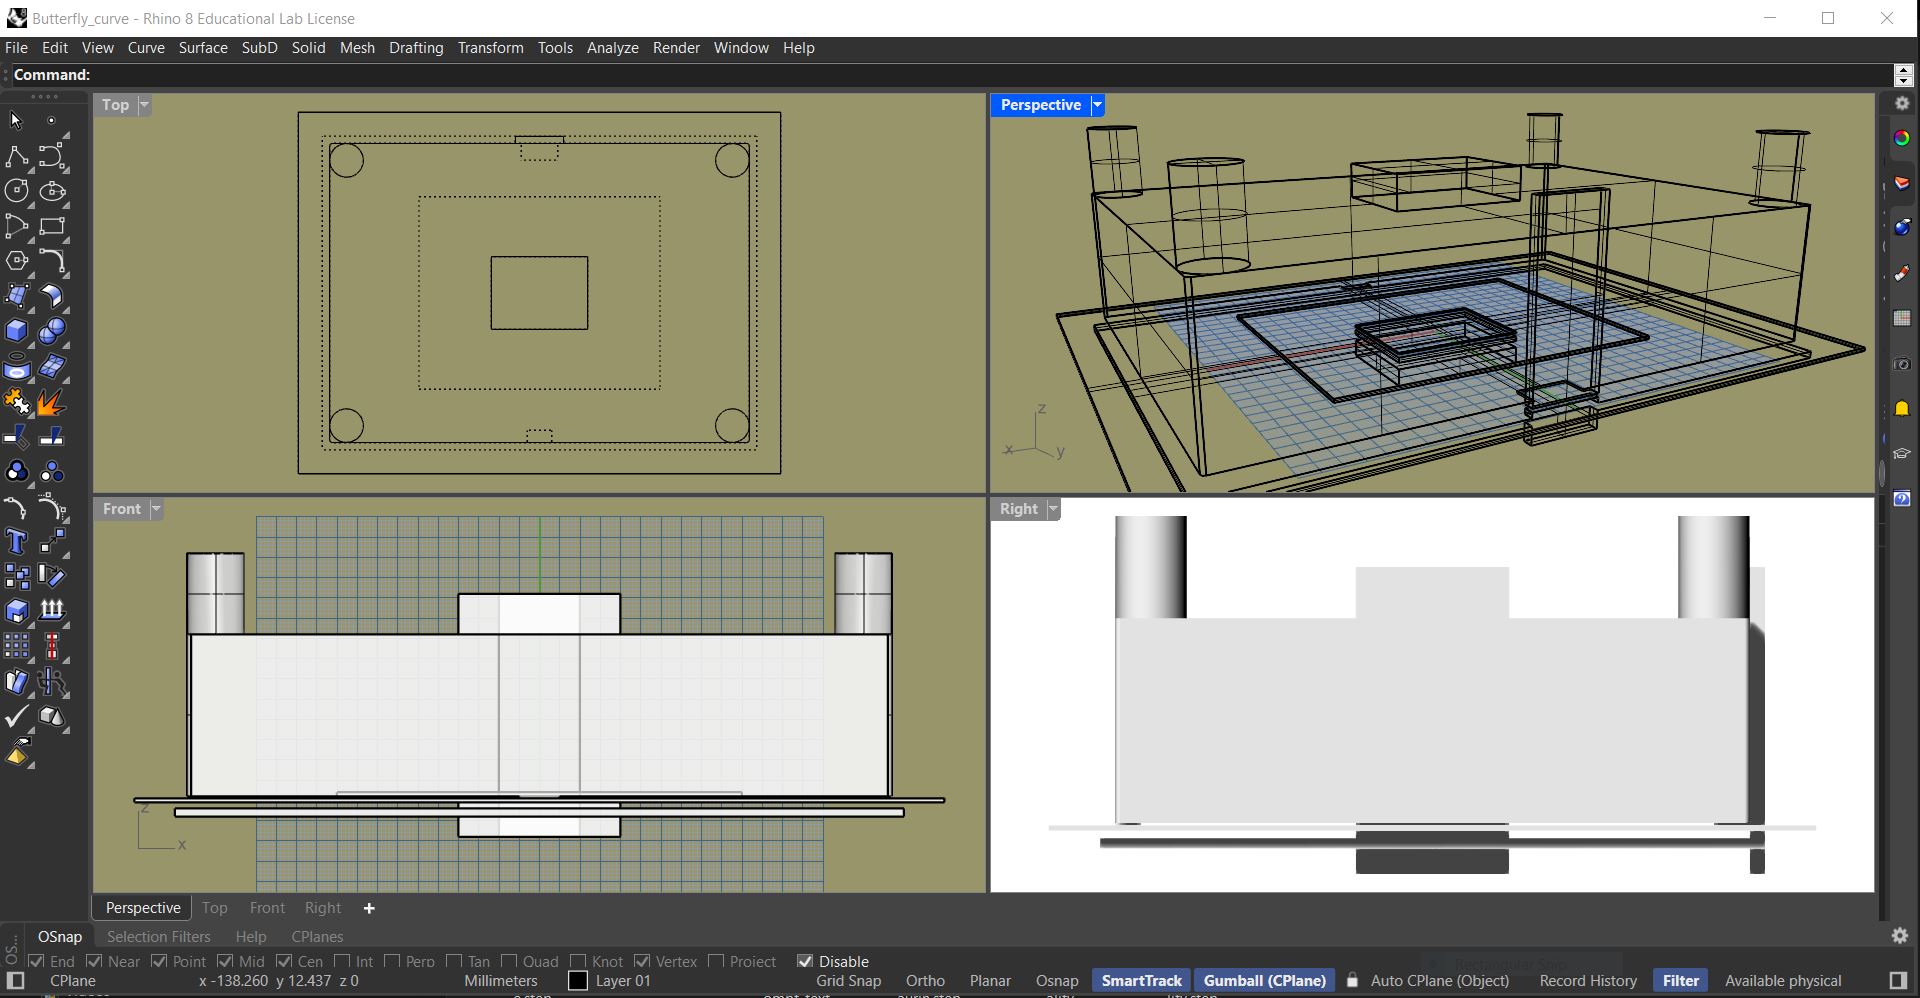 Butterfly_curve - Rhino 8 Educational Lab License
File Edit View Curve Surface SubD Solid Mesh Drafting Transform Tools Analyze Render Window Help
Command:
Top
Perspective
z
x
y
Front
Right
z
x
Perspective Top Front Right +
OSnap Selection Filters Help CPlanes
OS...
End Near Point Mid Cen Int Perp Tan Quad Knot Vertex Project Disable
CPlane x -138.260 y 12.437 z 0 Millimeters Layer 01 Grid Snap Ortho Planar Osnap SmartTrack Gumball (CPlane) Auto CPlane (Object) Record History Filter Available physical